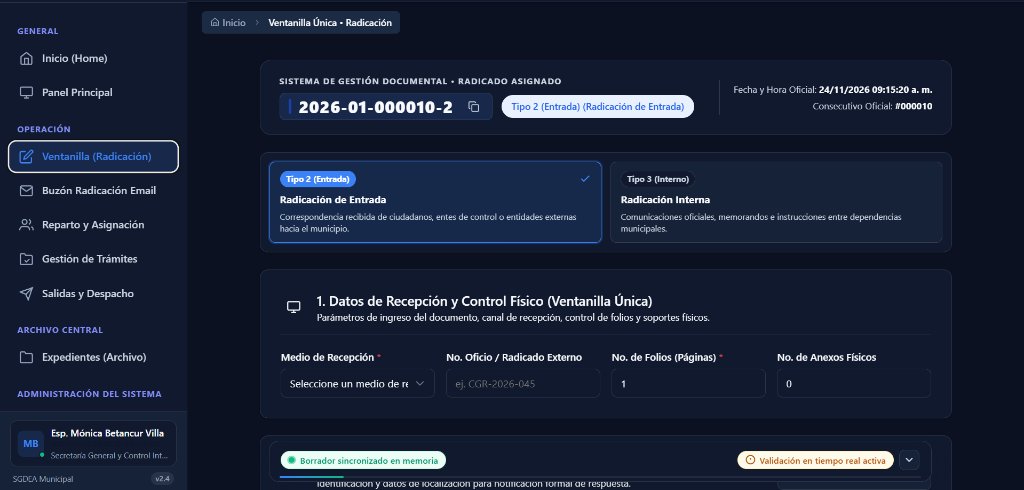 Inicio > Ventanilla Única • Radicación
GENERAL
Inicio (Home)
Panel Principal
OPERACIÓN
Ventanilla (Radicación)
Buzón Radicación Email
Reparto y Asignación
Gestión de Trámites
Salidas y Despacho
ARCHIVO CENTRAL
Expedientes (Archivo)
ADMINISTRACIÓN DEL SISTEMA
MB
Esp. Mónica Betancur Villa
Secretaría General y Control Int...
SGDEA Municipal v2.4
SISTEMA DE GESTIÓN DOCUMENTAL • RADICADO ASIGNADO
2026-01-000010-2
Tipo 2 (Entrada) (Radicación de Entrada)
Fecha y Hora Oficial: 24/11/2026 09:15:20 a. m.
Consecutivo Oficial: #000010
Tipo 2 (Entrada)
Radicación de Entrada
Correspondencia recibida de ciudadanos, entes de control o entidades externas
hacia el municipio.
Tipo 3 (Interno)
Radicación Interna
Comunicaciones oficiales, memorandos e instrucciones entre dependencias
municipales.
1. Datos de Recepción y Control Físico (Ventanilla Única)
Parámetros de ingreso del documento, canal de recepción, control de folios y soportes físicos.
Medio de Recepción *
Seleccione un medio de re
No. Oficio / Radicado Externo
ej. CGR-2026-045
No. de Folios (Páginas) *
1
No. de Anexos Físicos
0
Borrador sincronizado en memoria
Validación en tiempo real activa
Identificación y datos de localización para notificación formal de respuesta.